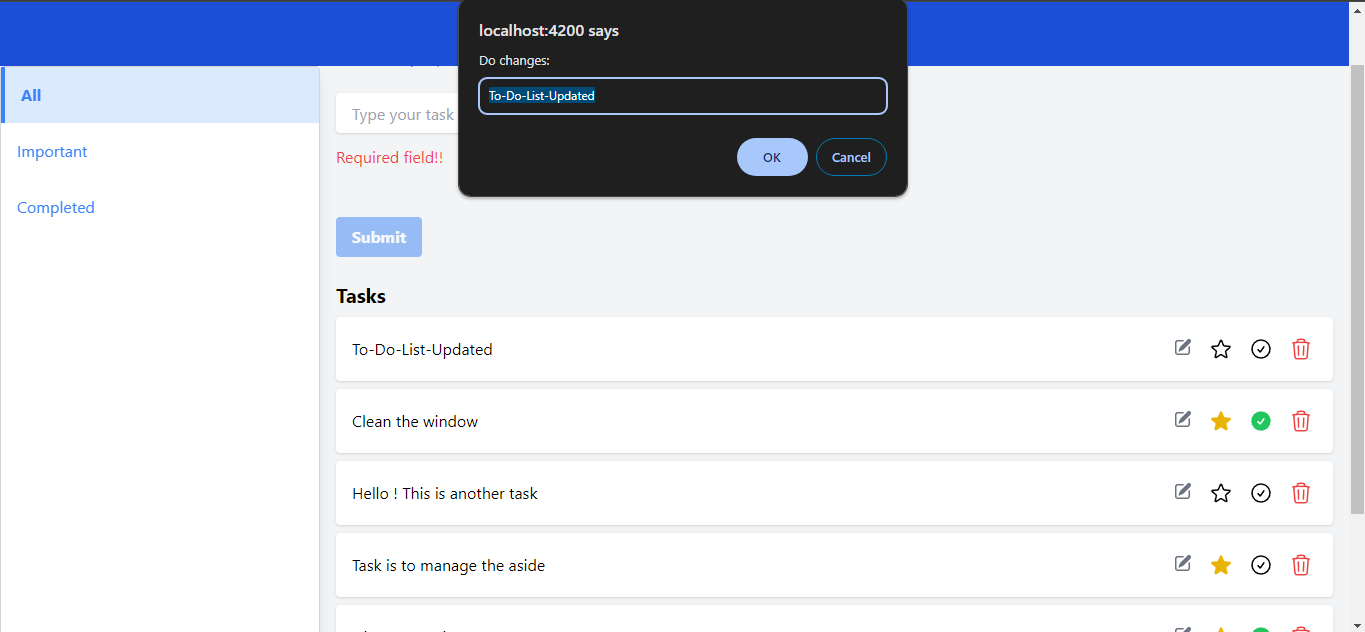 localhost:4200 says
Do changes:
To-Do-List-Updated
OK
Cancel
All
Important
Completed
Type your task
Required field!!
Submit
Tasks
To-Do-List-Updated
Clean the window
Hello ! This is another task
Task is to manage the aside